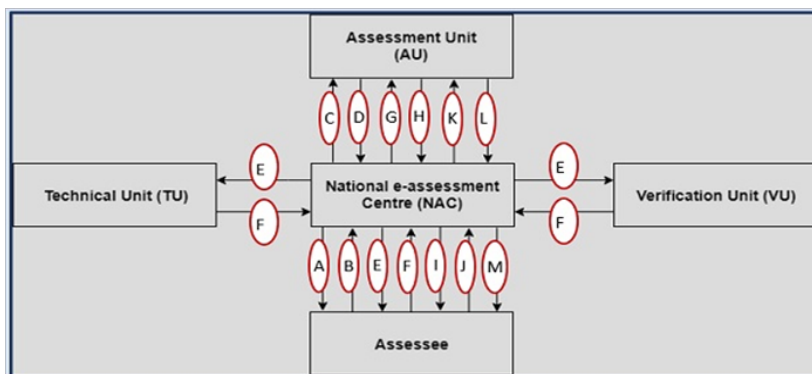 Assessment Unit
(AU)
C
D
G
H
K
L
E
E
Technical Unit (TU)
National e-assessment
Centre (NAC)
Verification Unit (VU)
F
F
A
B
E
F
I
J
M
Assessee